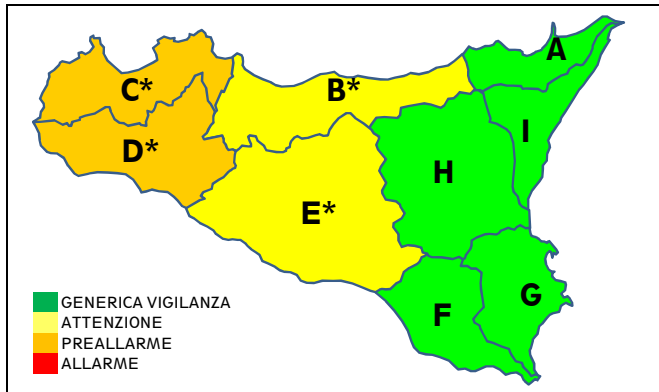 A
C*
B*
I
D*
H
E*
G
F
GENERICA VIGILANZA
ATTENZIONE
PREALLARME
ALLARME